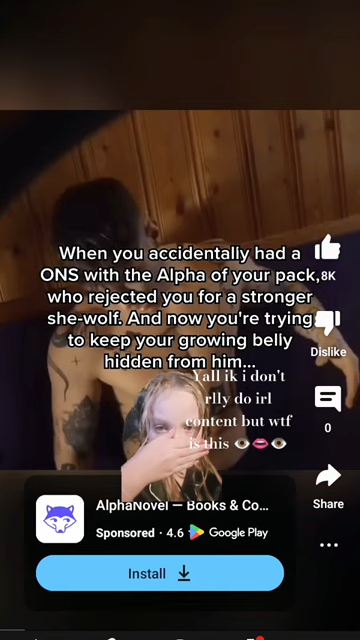 When you accidentally had a
ONS with the Alpha of your pack,
who rejected you for a stronger
she-wolf. And now you're trying
to keep your growing belly
hidden from him...
8K
Dislike
Yall ik i don't
rlly do irl
content but wtf
is this 👁️👄👁️
0
Share
AlphaNovel — Books & Co...
Sponsored · 4.6 Google Play
Install